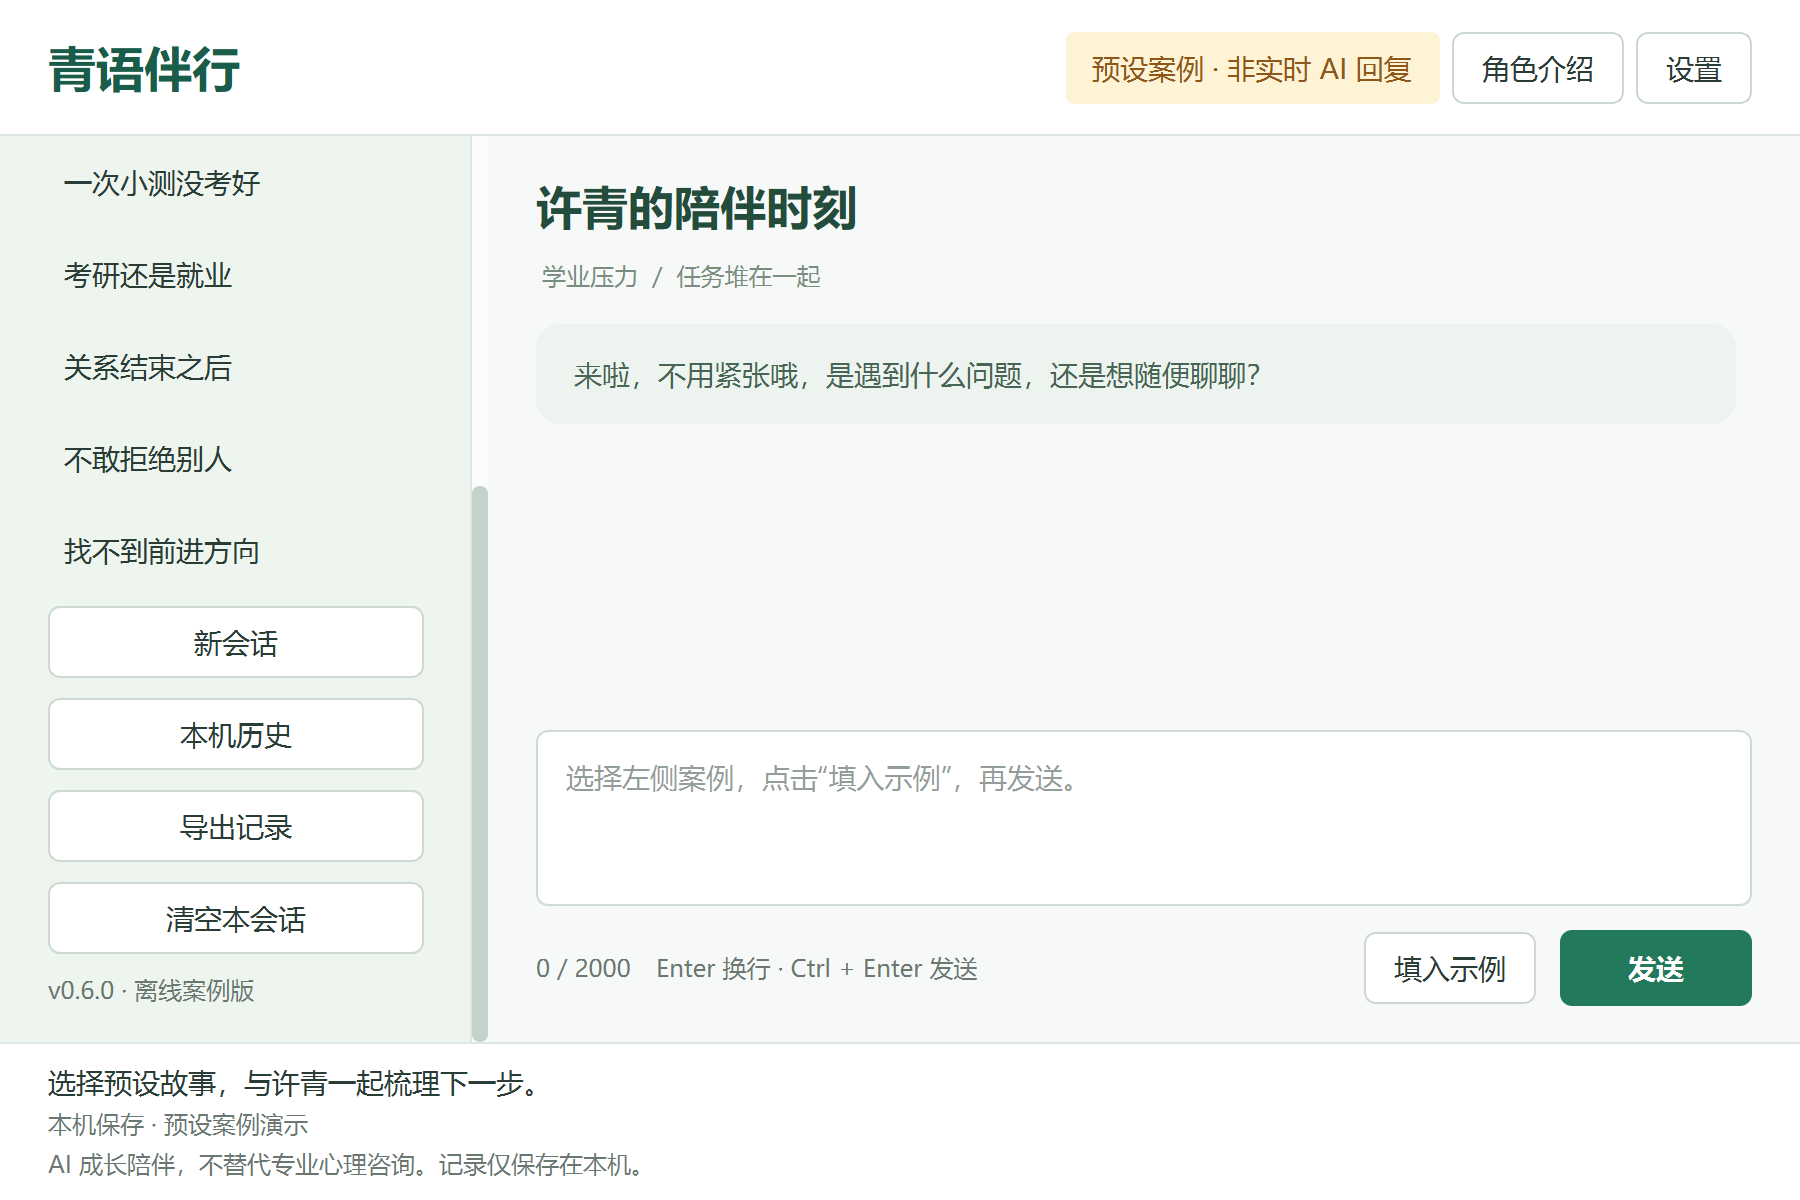 青语伴行
预设案例 · 非实时 AI 回复
角色介绍
设置
一次小测没考好
考研还是就业
关系结束之后
不敢拒绝别人
找不到前进方向
新会话
本机历史
导出记录
清空本会话
v0.6.0 · 离线案例版
许青的陪伴时刻
学业压力 / 任务堆在一起
来啦，不用紧张哦，是遇到什么问题，还是想随便聊聊？
选择左侧案例，点击“填入示例”，再发送。
0 / 2000 Enter 换行 · Ctrl + Enter 发送
填入示例
发送
选择预设故事，与许青一起梳理下一步。
本机保存 · 预设案例演示
AI 成长陪伴，不替代专业心理咨询。记录仅保存在本机。